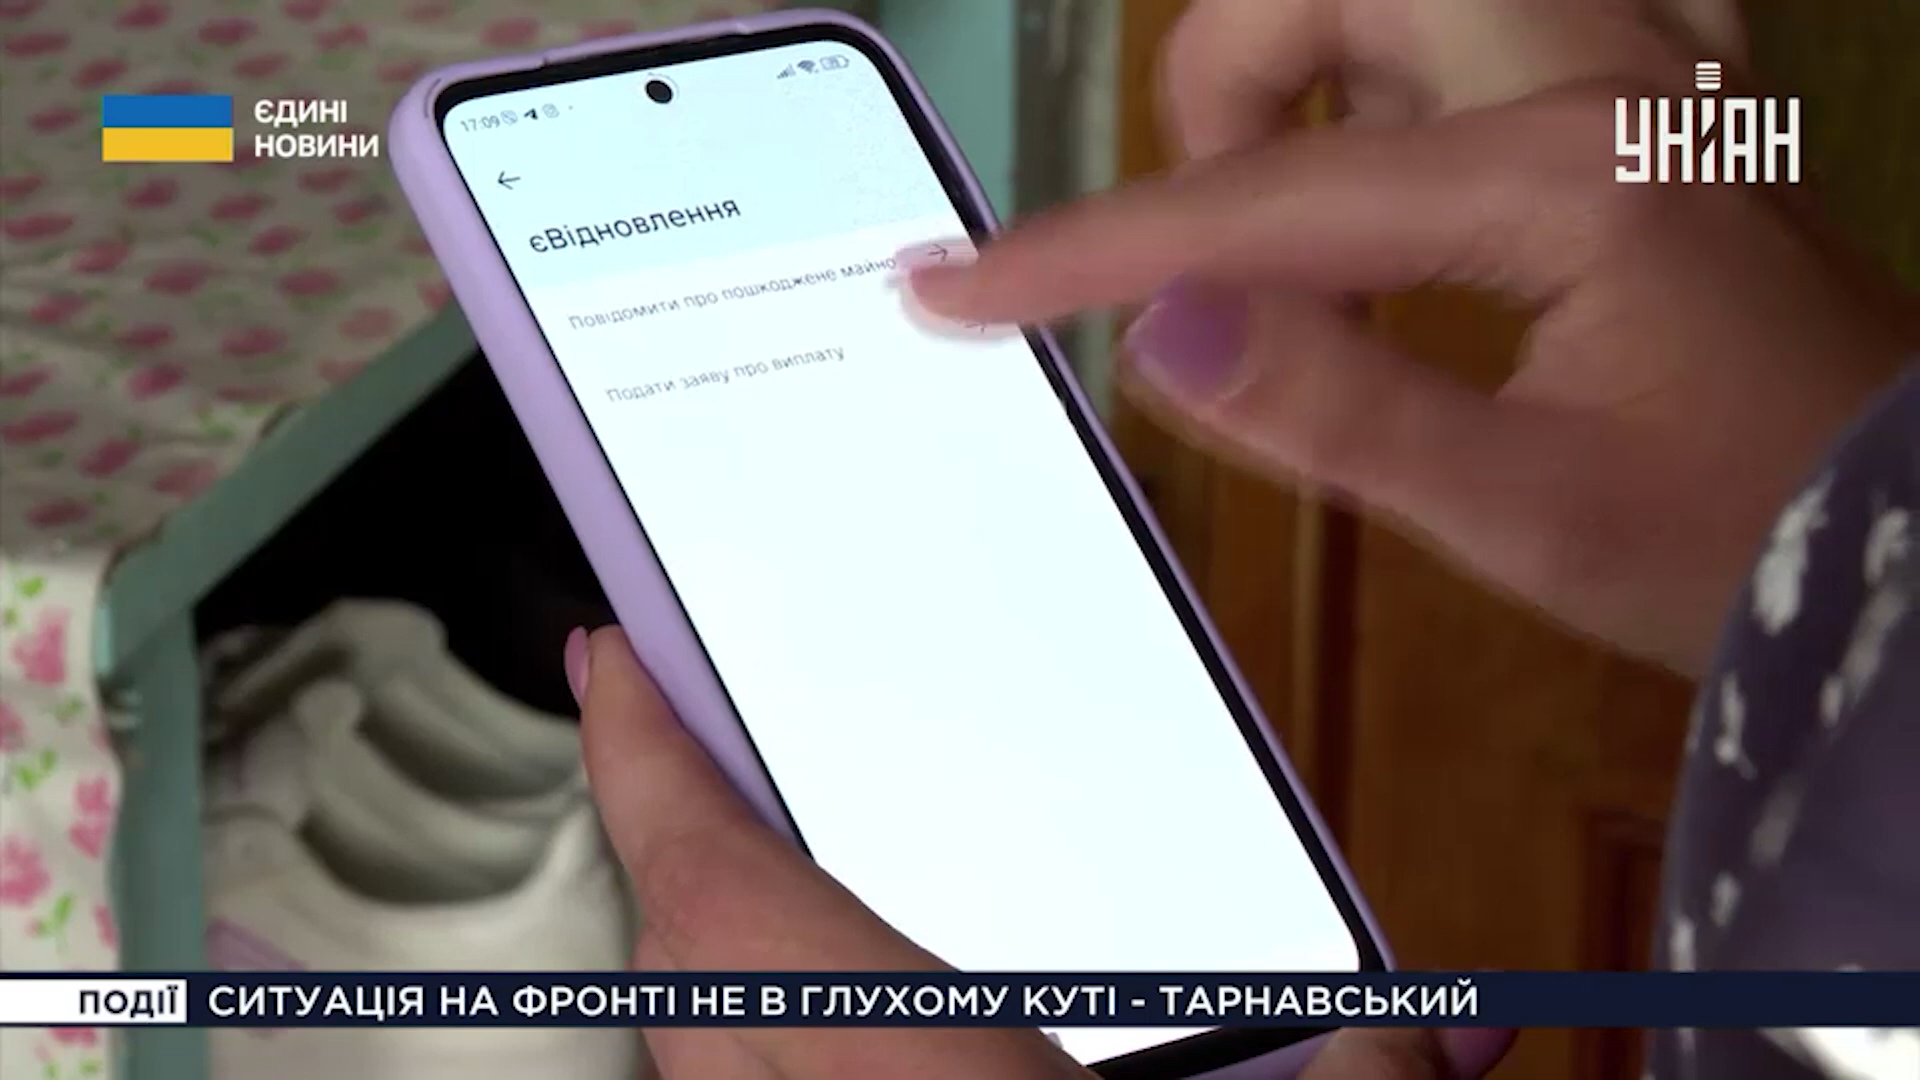 ЄДИНІ
НОВИНИ
УНІАН
17:09
єВідновлення
Повідомити про пошкоджене майно
Подати заяву про виплату
ПОДІЇ
СИТУАЦІЯ НА ФРОНТІ НЕ В ГЛУХОМУ КУТІ - ТАРНАВСЬКИЙ